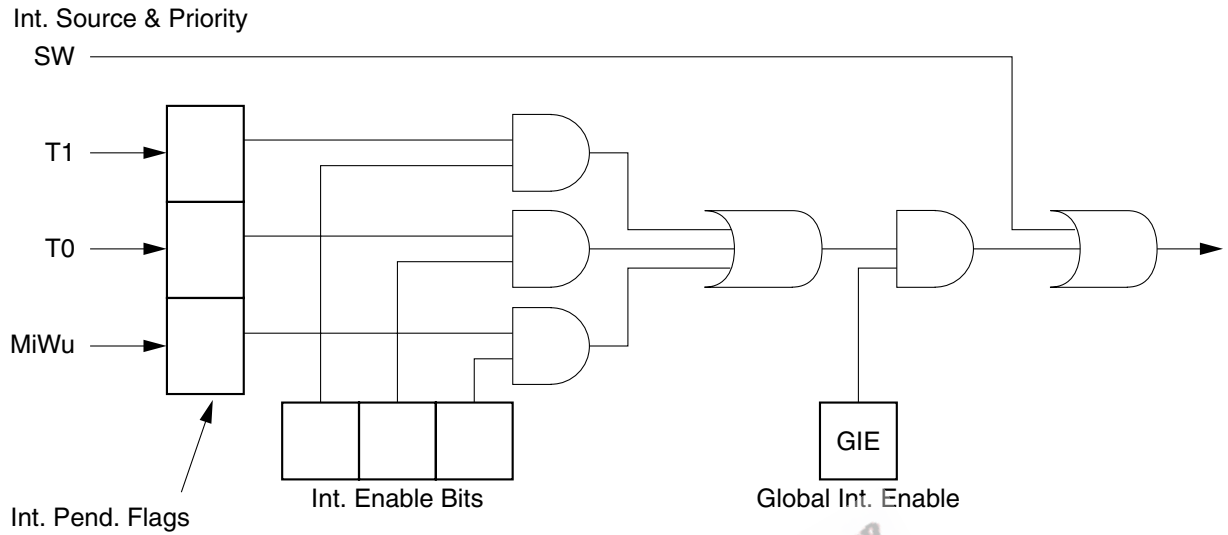 Int. Source & Priority
SW
T1
T0
MiWu
GIE
Int. Enable Bits
Global Int. Enable
Int. Pend. Flags